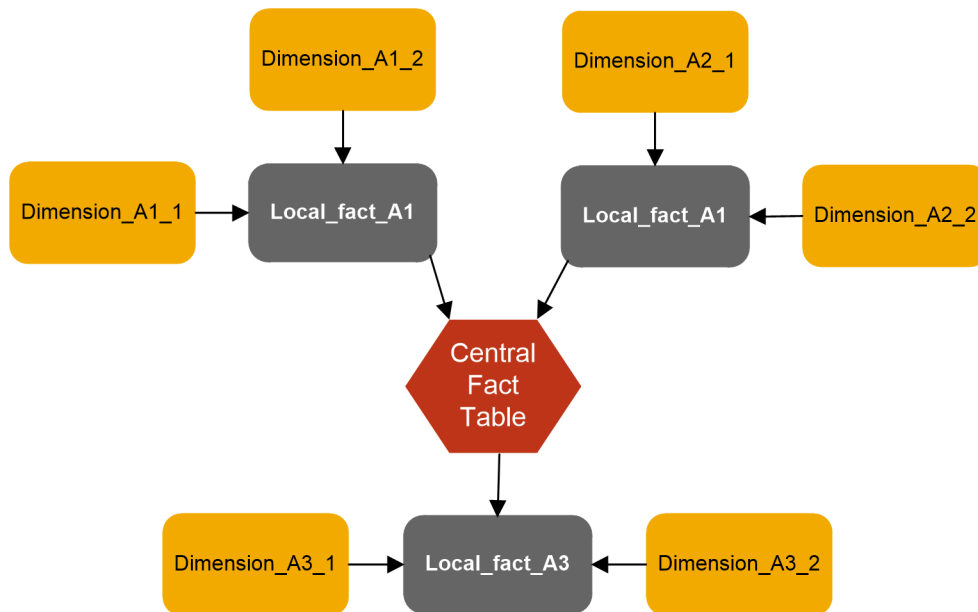 Dimension_A1_2
Dimension_A2_1
Dimension_A1_1
Local_fact_A1
Local_fact_A1
Dimension_A2_2
Central
Fact
Table
Dimension_A3_1
Local_fact_A3
Dimension_A3_2